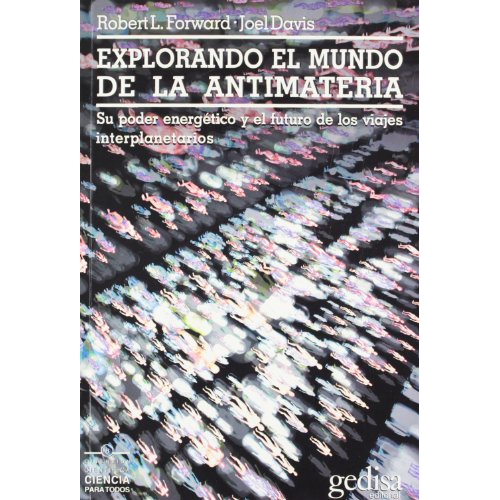 Robert L. Forward · Joel Davis
EXPLORANDO EL MUNDO
DE LA ANTIMATERIA
Su poder energético y el futuro de los viajes
interplanetarios
CIENCIA
PARA TODOS
gedisa
editorial